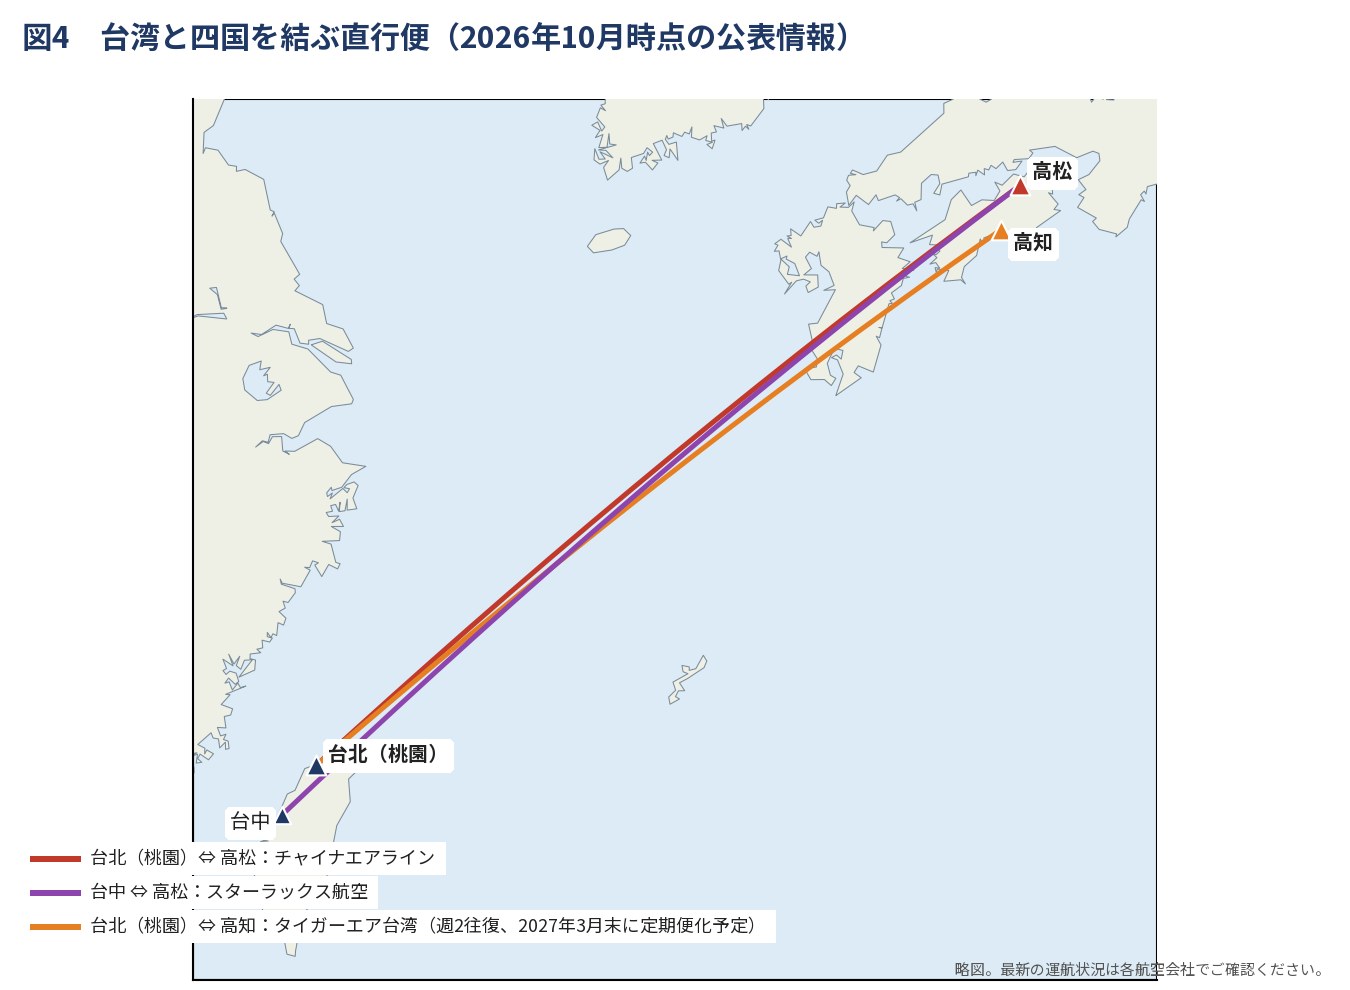 図4　台湾と四国を結ぶ直行便（2026年10月時点の公表情報）
高松
高知
台北（桃園）
台中
台北（桃園）⇔ 高松：チャイナエアライン
台中 ⇔ 高松：スターラックス航空
台北（桃園）⇔ 高知：タイガーエア台湾（週2往復、2027年3月末に定期便化予定）
略図。最新の運航状況は各航空会社でご確認ください。